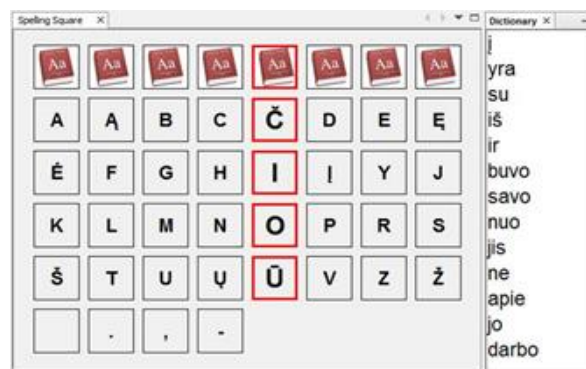 Spelling Square X
Dictionary X
Aa Aa Aa Aa Aa Aa Aa Aa
A Ą B C Č D E Ę
Ė F G H I Į Y J
K L M N O P R S
Š T U Ų Ū V Z Ž
. , -
į
yra
su
iš
ir
buvo
savo
nuo
jis
ne
apie
jo
darbo